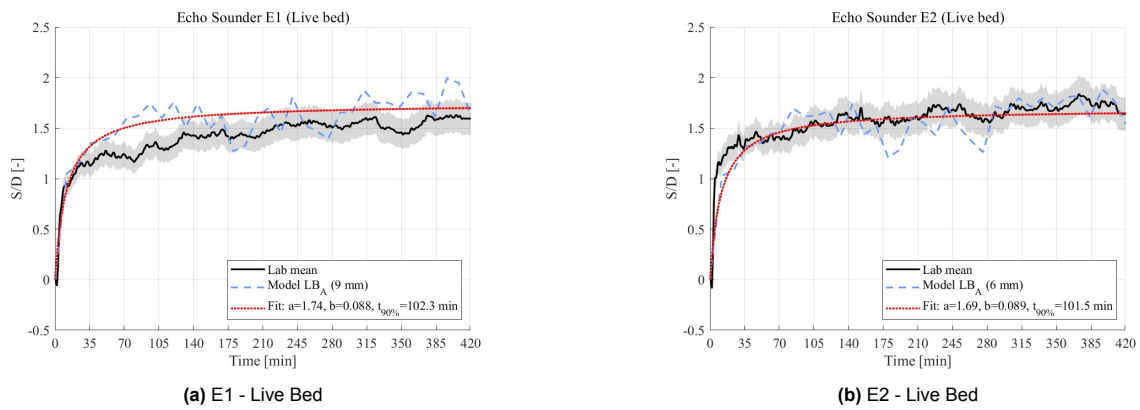 Echo Sounder E1 (Live bed)
2.5
2
1.5
1
0.5
0
-0.5
S/D [-]
Lab mean
Model LB_A (9 mm)
Fit: a=1.74, b=0.088, t_90%=102.3 min
0 35 70 105 140 175 210 245 280 315 350 385 420
Time [min]
(a) E1 - Live Bed
Echo Sounder E2 (Live bed)
2.5
2
1.5
1
0.5
0
-0.5
S/D [-]
Lab mean
Model LB_A (6 mm)
Fit: a=1.69, b=0.089, t_90%=101.5 min
0 35 70 105 140 175 210 245 280 315 350 385 420
Time [min]
(b) E2 - Live Bed